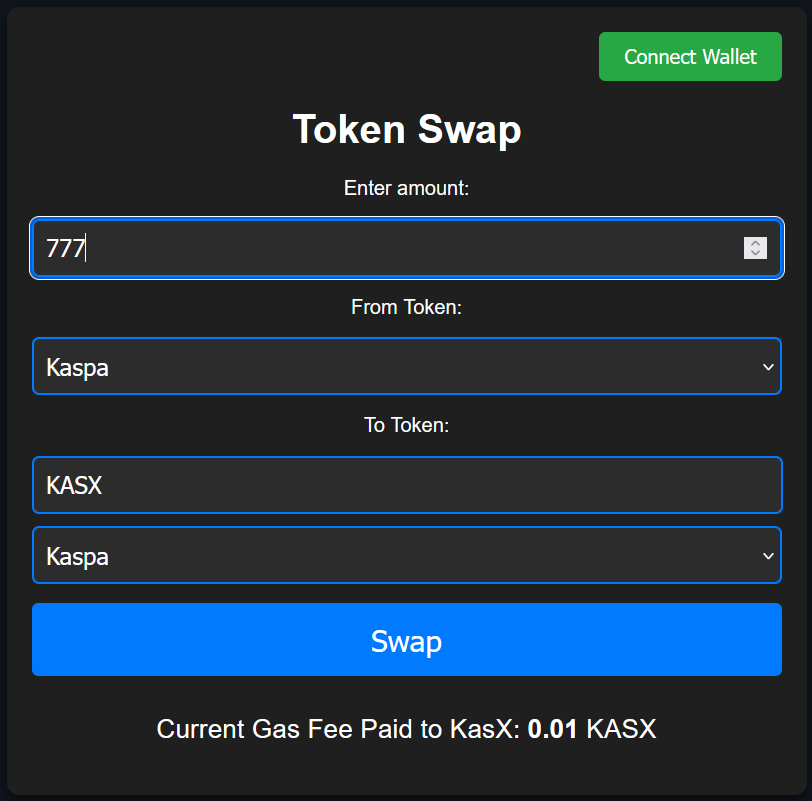 Connect Wallet
Token Swap
Enter amount:
777
From Token:
Kaspa
To Token:
KASX
Kaspa
Swap
Current Gas Fee Paid to KasX: 0.01 KASX